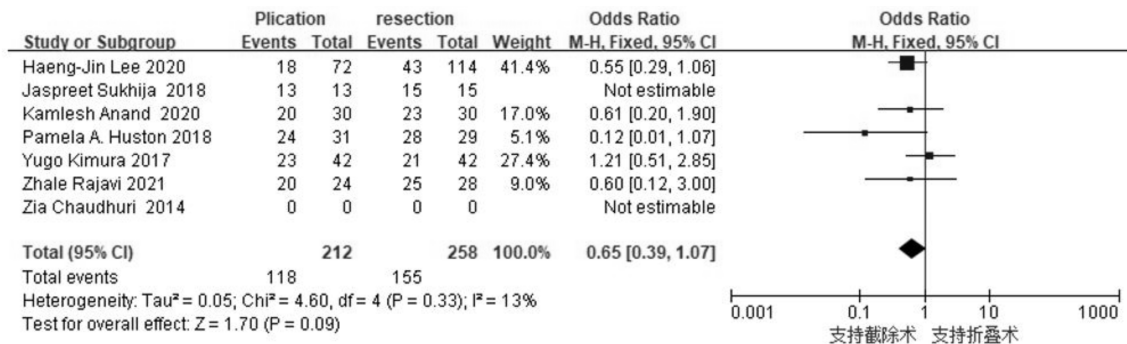 Plication resection Odds Ratio Odds Ratio
Study or Subgroup Events Total Events Total Weight M-H, Fixed, 95% CI M-H, Fixed, 95% CI
Haeng-Jin Lee 2020 18 72 43 114 41.4% 0.55 [0.29, 1.06]
Jaspreet Sukhija 2018 13 13 15 15 Not estimable
Kamlesh Anand 2020 20 30 23 30 17.0% 0.61 [0.20, 1.90]
Pamela A. Huston 2018 24 31 28 29 5.1% 0.12 [0.01, 1.07]
Yugo Kimura 2017 23 42 21 42 27.4% 1.21 [0.51, 2.85]
Zhale Rajavi 2021 20 24 25 28 9.0% 0.60 [0.12, 3.00]
Zia Chaudhuri 2014 0 0 0 0 Not estimable
Total (95% CI) 212 258 100.0% 0.65 [0.39, 1.07]
Total events 118 155
Heterogeneity: Tau² = 0.05; Chi² = 4.60, df = 4 (P = 0.33); I² = 13%
Test for overall effect: Z = 1.70 (P = 0.09)
0.001 0.1 1 10 1000
支持截除术 支持折叠术